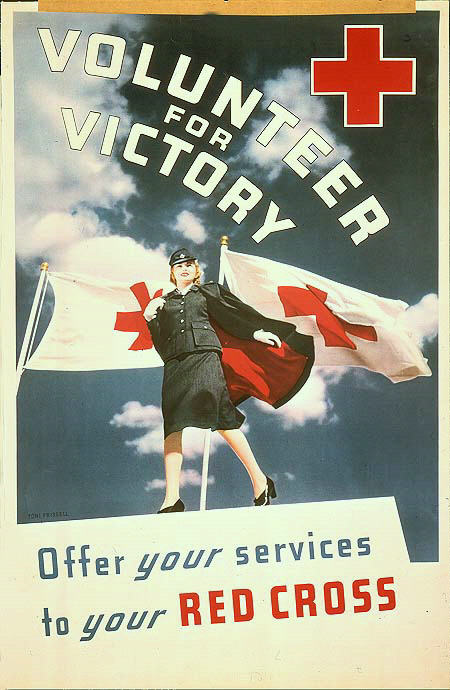 VOLUNTEER
FOR
VICTORY
TONI FRISSELL
Offer your services
to your RED CROSS